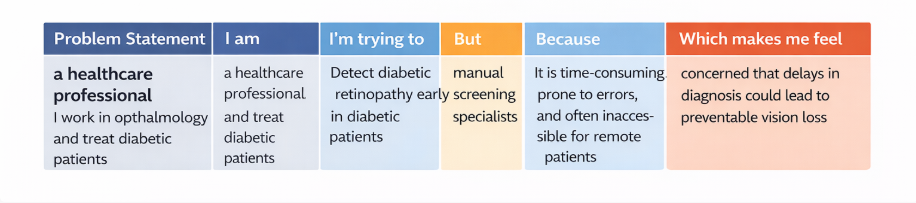 Problem Statement
I am
I'm trying to
But
Because
Which makes me feel
a healthcare
professional
I work in opthalmology
and treat diabetic
patients
a healthcare
professional
and treat
diabetic
patients
Detect diabetic
retinopathy early
in diabetic
patients
manual
screening
specialists
It is time-consuming
prone to errors,
and often inacces-
sible for remote
patients
concerned that delays in
diagnosis could lead to
preventable vision loss